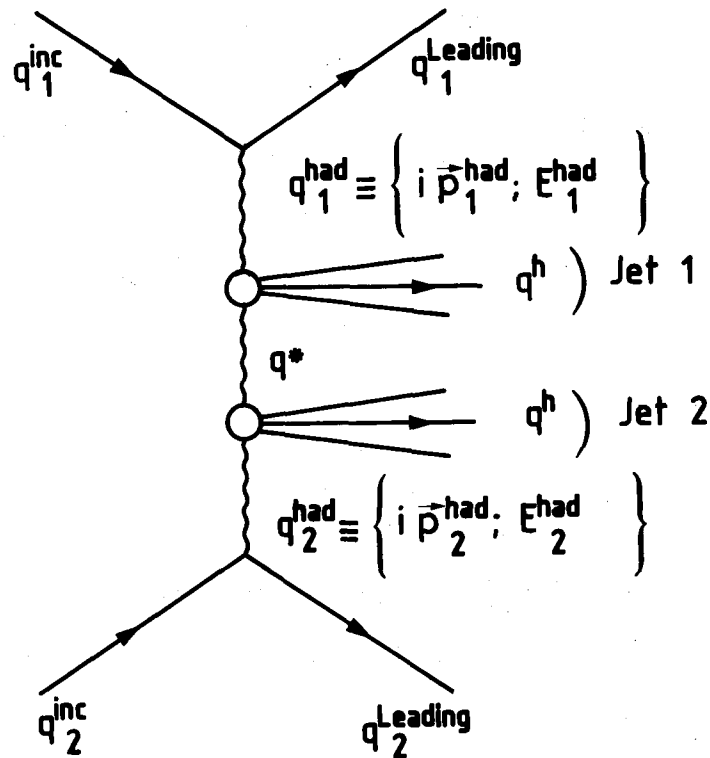 q₁^inc q₁^Leading
q₁^had ≡ { i p⃗₁^had ; E₁^had }
q^h ) Jet 1
q*
q^h ) Jet 2
q₂^had ≡ { i p⃗₂^had ; E₂^had }
q₂^inc q₂^Leading